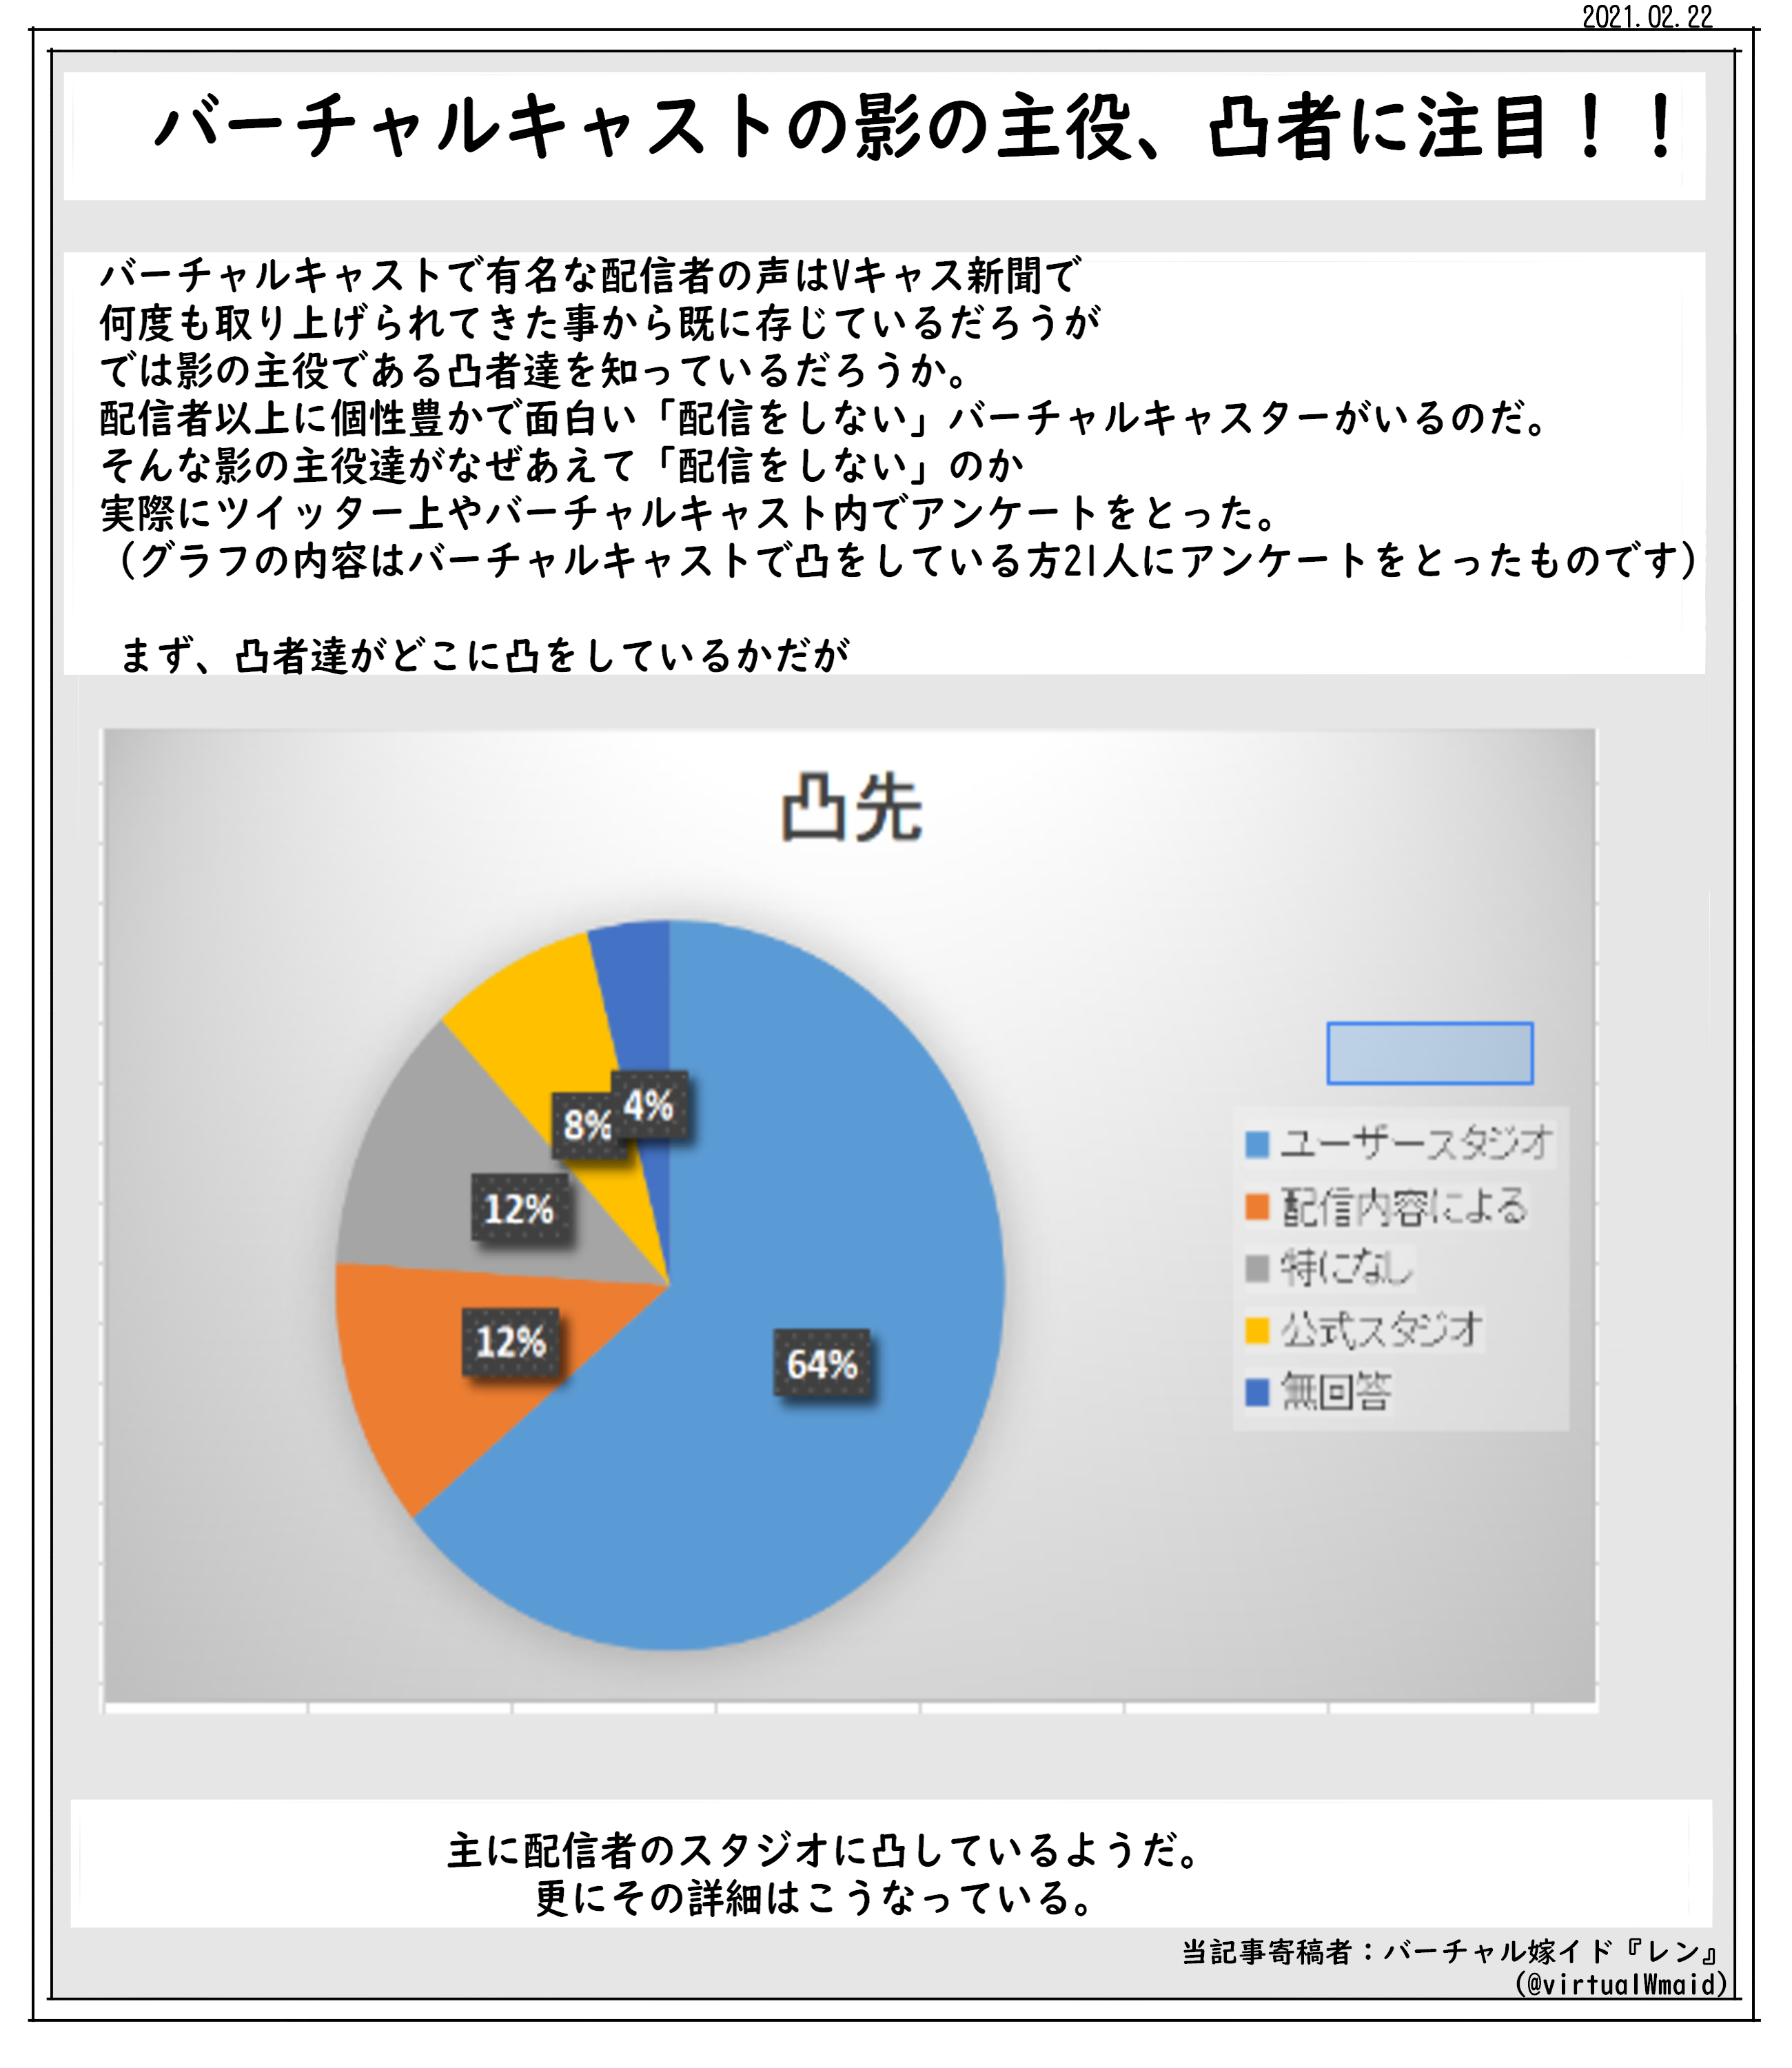 2021.02.22
バーチャルキャストの影の主役、凸者に注目！！
バーチャルキャストで有名な配信者の声はVキャス新聞で
何度も取り上げられてきた事から既に存じているだろうが
では影の主役である凸者達を知っているだろうか。
配信者以上に個性豊かで面白い「配信をしない」バーチャルキャスターがいるのだ。
そんな影の主役達がなぜあえて「配信をしない」のか
実際にツイッター上やバーチャルキャスト内でアンケートをとった。
（グラフの内容はバーチャルキャストで凸をしている方21人にアンケートをとったものです）
まず、凸者達がどこに凸をしているかだが
凸先
4%
8%
12%
12%
64%
ユーザースタジオ
配信内容による
特になし
公式スタジオ
無回答
主に配信者のスタジオに凸しているようだ。
更にその詳細はこうなっている。
当記事寄稿者：バーチャル嫁イド『レン』
(@virtualWmaid)